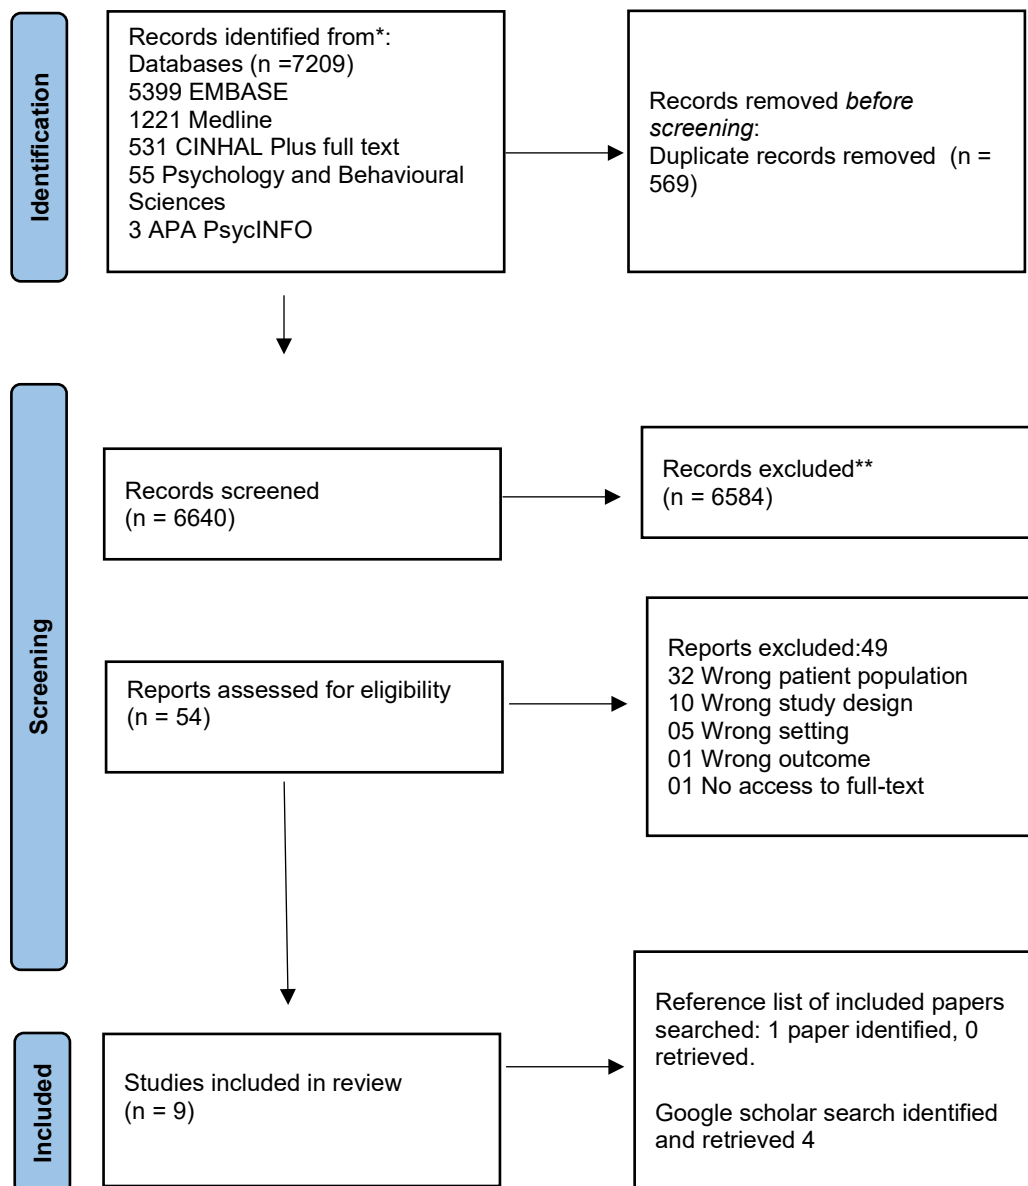 Identification
Records identified from*:
Databases (n =7209)
5399 EMBASE
1221 Medline
531 CINHAL Plus full text
55 Psychology and Behavioural
Sciences
3 APA PsycINFO
Records removed before
screening:
Duplicate records removed (n =
569)
Screening
Records screened
(n = 6640)
Records excluded**
(n = 6584)
Reports assessed for eligibility
(n = 54)
Reports excluded:49
32 Wrong patient population
10 Wrong study design
05 Wrong setting
01 Wrong outcome
01 No access to full-text
Included
Studies included in review
(n = 9)
Reference list of included papers
searched: 1 paper identified, 0
retrieved.
Google scholar search identified
and retrieved 4